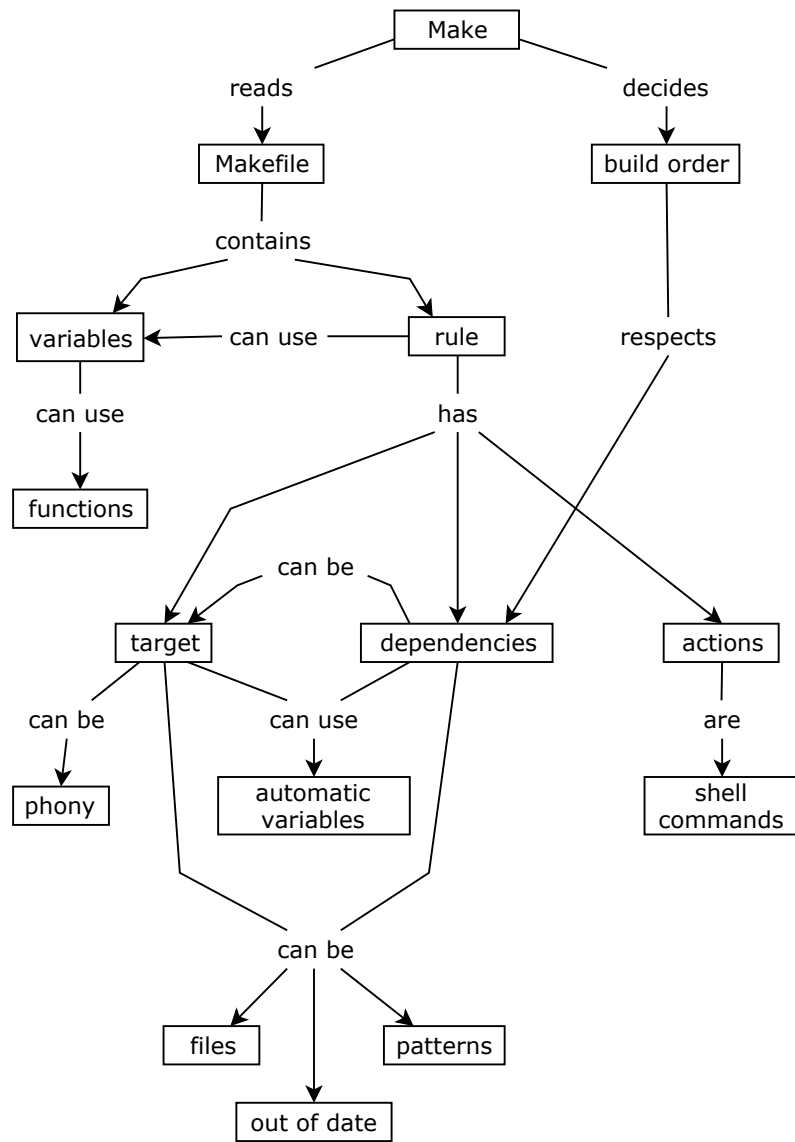 Make
reads
decides
Makefile
build order
contains
variables
can use
rule
respects
can use
has
functions
can be
target
dependencies
actions
can be
can use
are
phony
automatic
variables
shell
commands
can be
files
patterns
out of date